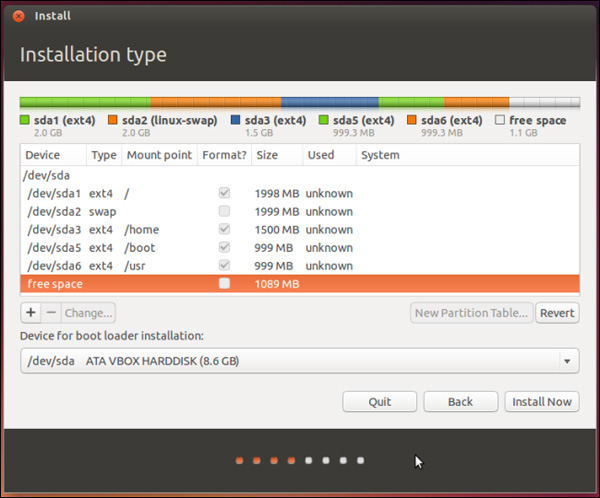 Install
Installation type
sda1 (ext4) sda2 (linux-swap) sda3 (ext4) sda5 (ext4) sda6 (ext4) free space
2.0 GB 2.0 GB 1.5 GB 999.3 MB 999.3 MB 1.1 GB
Device Type Mount point Format? Size Used System
/dev/sda
/dev/sda1 ext4 / 1998 MB unknown
/dev/sda2 swap 1999 MB unknown
/dev/sda3 ext4 /home 1500 MB unknown
/dev/sda5 ext4 /boot 999 MB unknown
/dev/sda6 ext4 /usr 999 MB unknown
free space 1089 MB
+ − Change... New Partition Table... Revert
Device for boot loader installation:
/dev/sda ATA VBOX HARDDISK (8.6 GB)
Quit Back Install Now